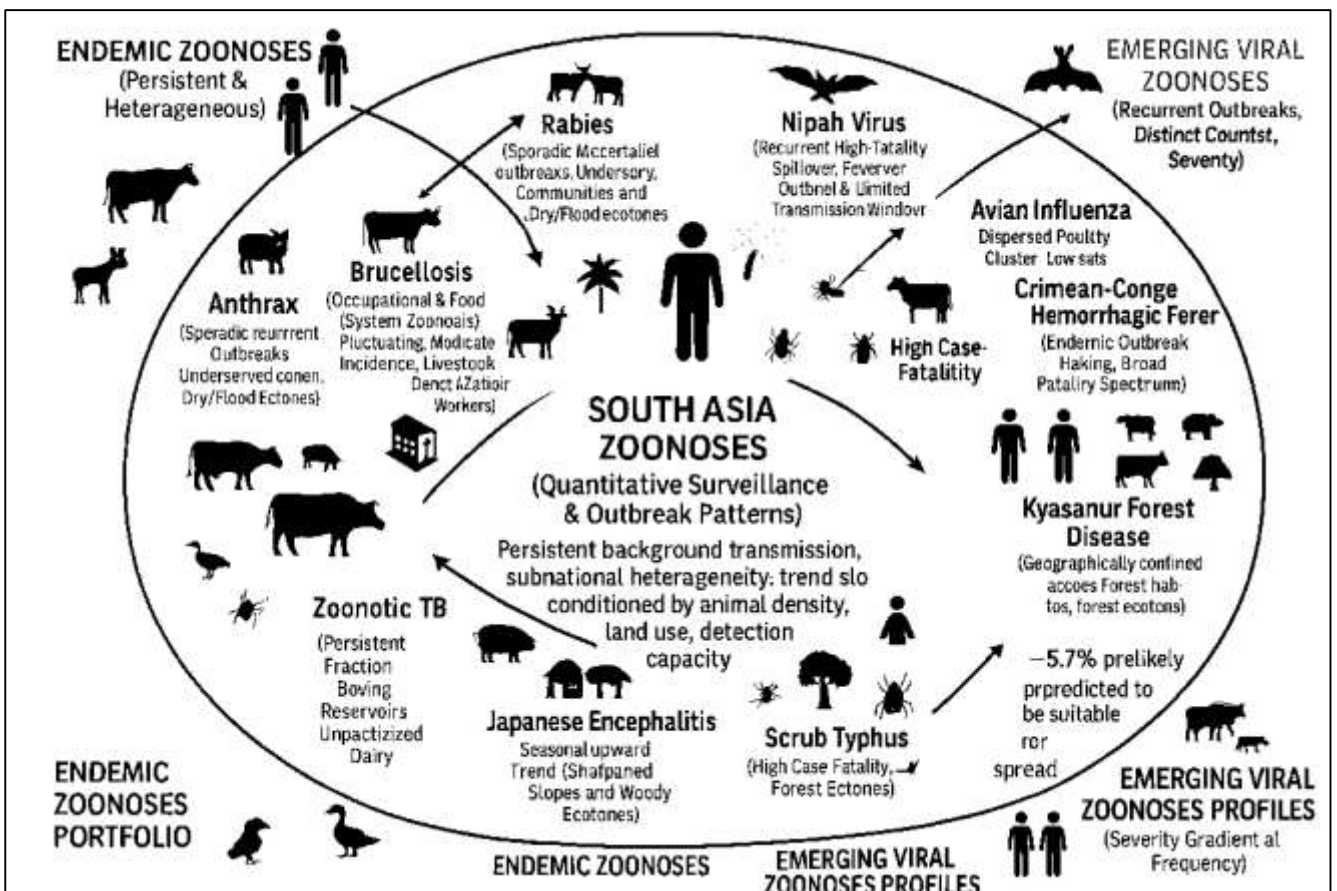 ENDEMIC ZOONOSES
(Persistent &
Heterageneous)
EMERGING VIRAL
ZOONOSES
(Recurrent Outbreaks,
Distinct Countst,
Seventy)
Rabies
(Sporadic Mccertaliel
outbreaxs, Undersory,
Communities and
.Dry/Flood ecotones
Nipah Virus
(Recurrent High-Tatality
Spillover, Feverver
Outbnel & Llimited
Transmission Windovr
Avian Influenza
Dispersed Poultty
Cluster Low sats
Anthrax
(Speradic reurrrent
Outbreaks
Underserved conen,
Dry/Flood Ectones)
Brucellosis
(Occupational & Food
(System Zoonoais)
Pluctuating, Modicate
Incidence, Livestook
Denct AZatioir
Workers)
High Case-
Fatalitity
Crimean-Conge
Hemorrhagic Ferer
(Endernic Outbreak
Haking, Broad
Pataliry Spectrumn)
SOUTH ASIA
ZOONOSES
(Quantitative Surveillance
& Outbreak Patterns)
Persistent background transmission,
subnational heterageneity: trend slo
conditioned by animal density,
land use, detection
capacity
Kyasanur Forest
Disease
(Geographically confined
accoes Forest hab-
tos, forest ecotons)
Zoonotic TB
(Persistent
Fraction
Boving
Reservoirs
Unpactizized
Dairy
Japanese Encephalitis
Seasonal upward
Trend (Shafpaned
Slopes and Woody
Ecotones)
Scrub Typhus
(High Case Fatality,
Forest Ectones)
—5.7% prelikely
prpredicted to
be suitable
ror
spread
ENDEMIC
ZOONOSES
PORTFOLIO
EMERGING VIRAL
ZOONOSES PROFILES
(Severity Gradient al
Frequency)
ENDEMIC ZOONOSES
EMERGING VIRAL
ZOONOSES PROFILES